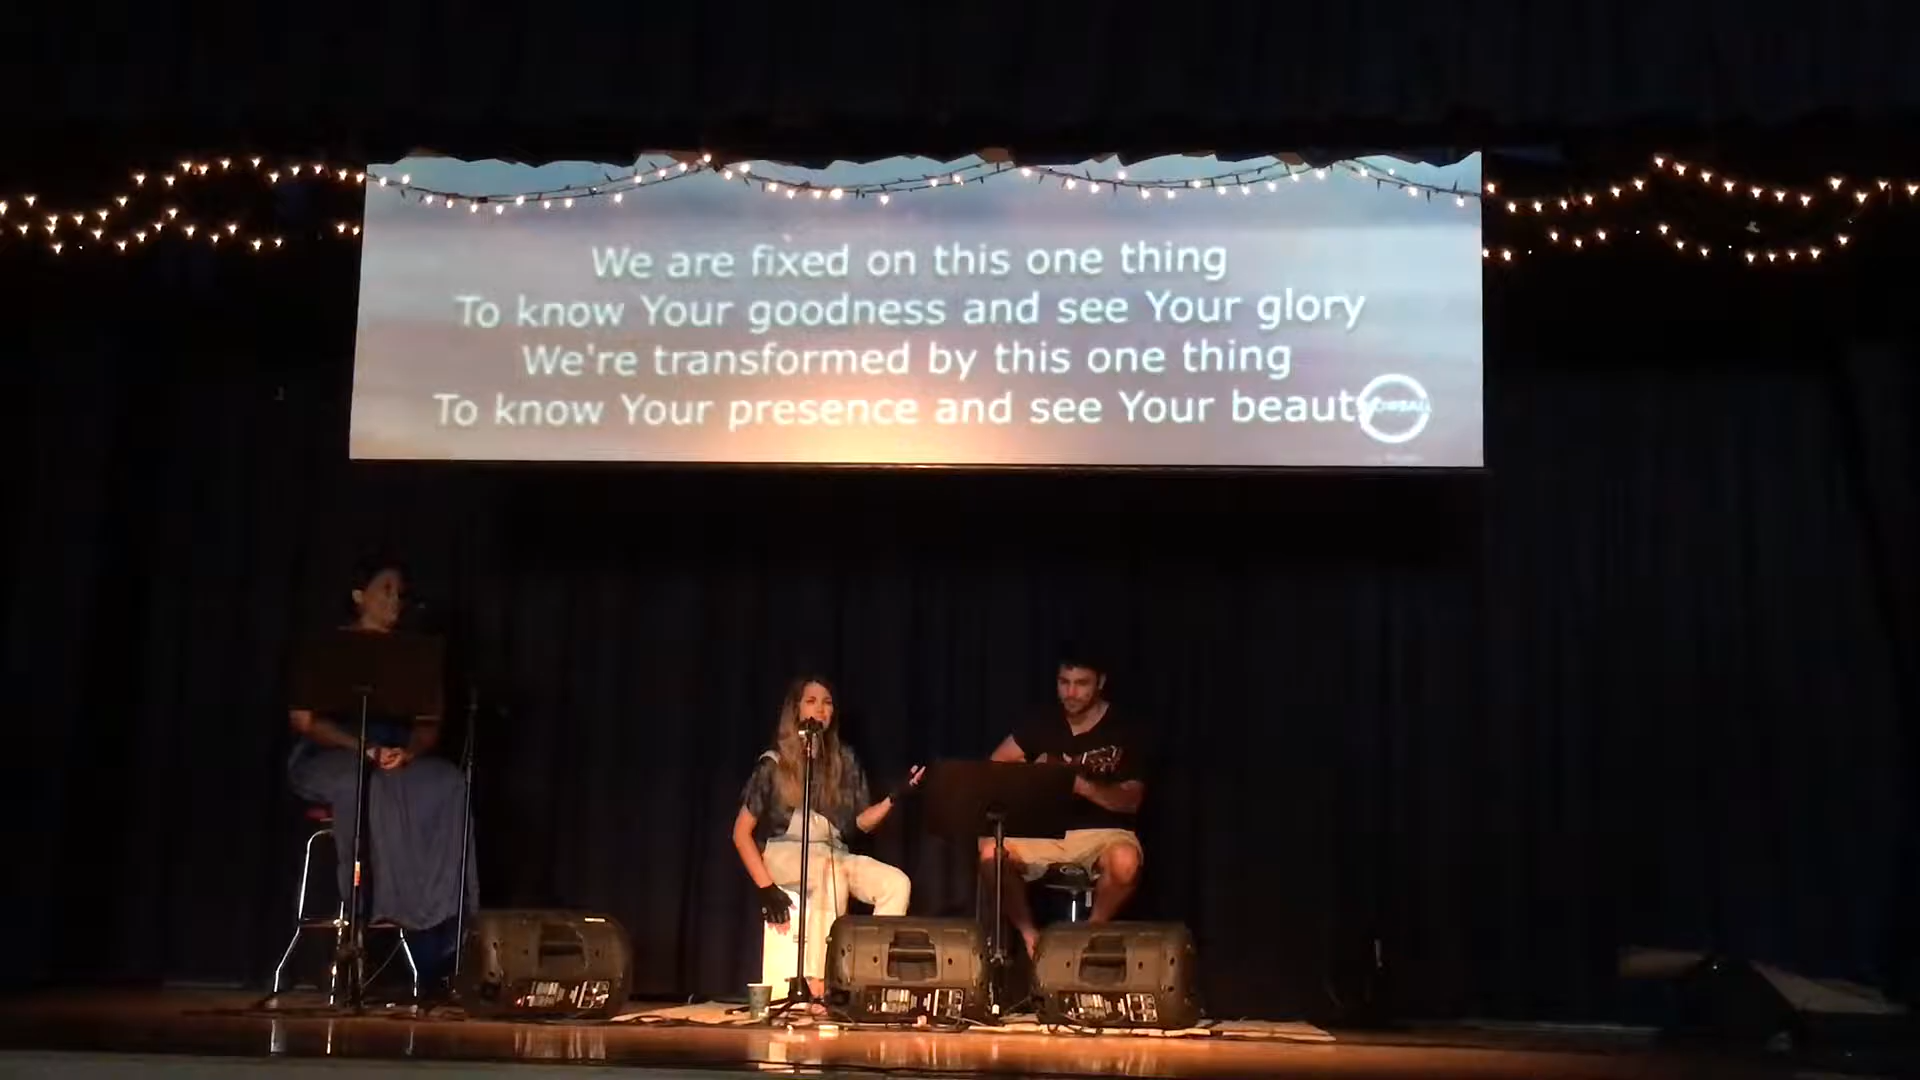 We are fixed on this one thing
To know Your goodness and see Your glory
We're transformed by this one thing
To know Your presence and see Your beauty